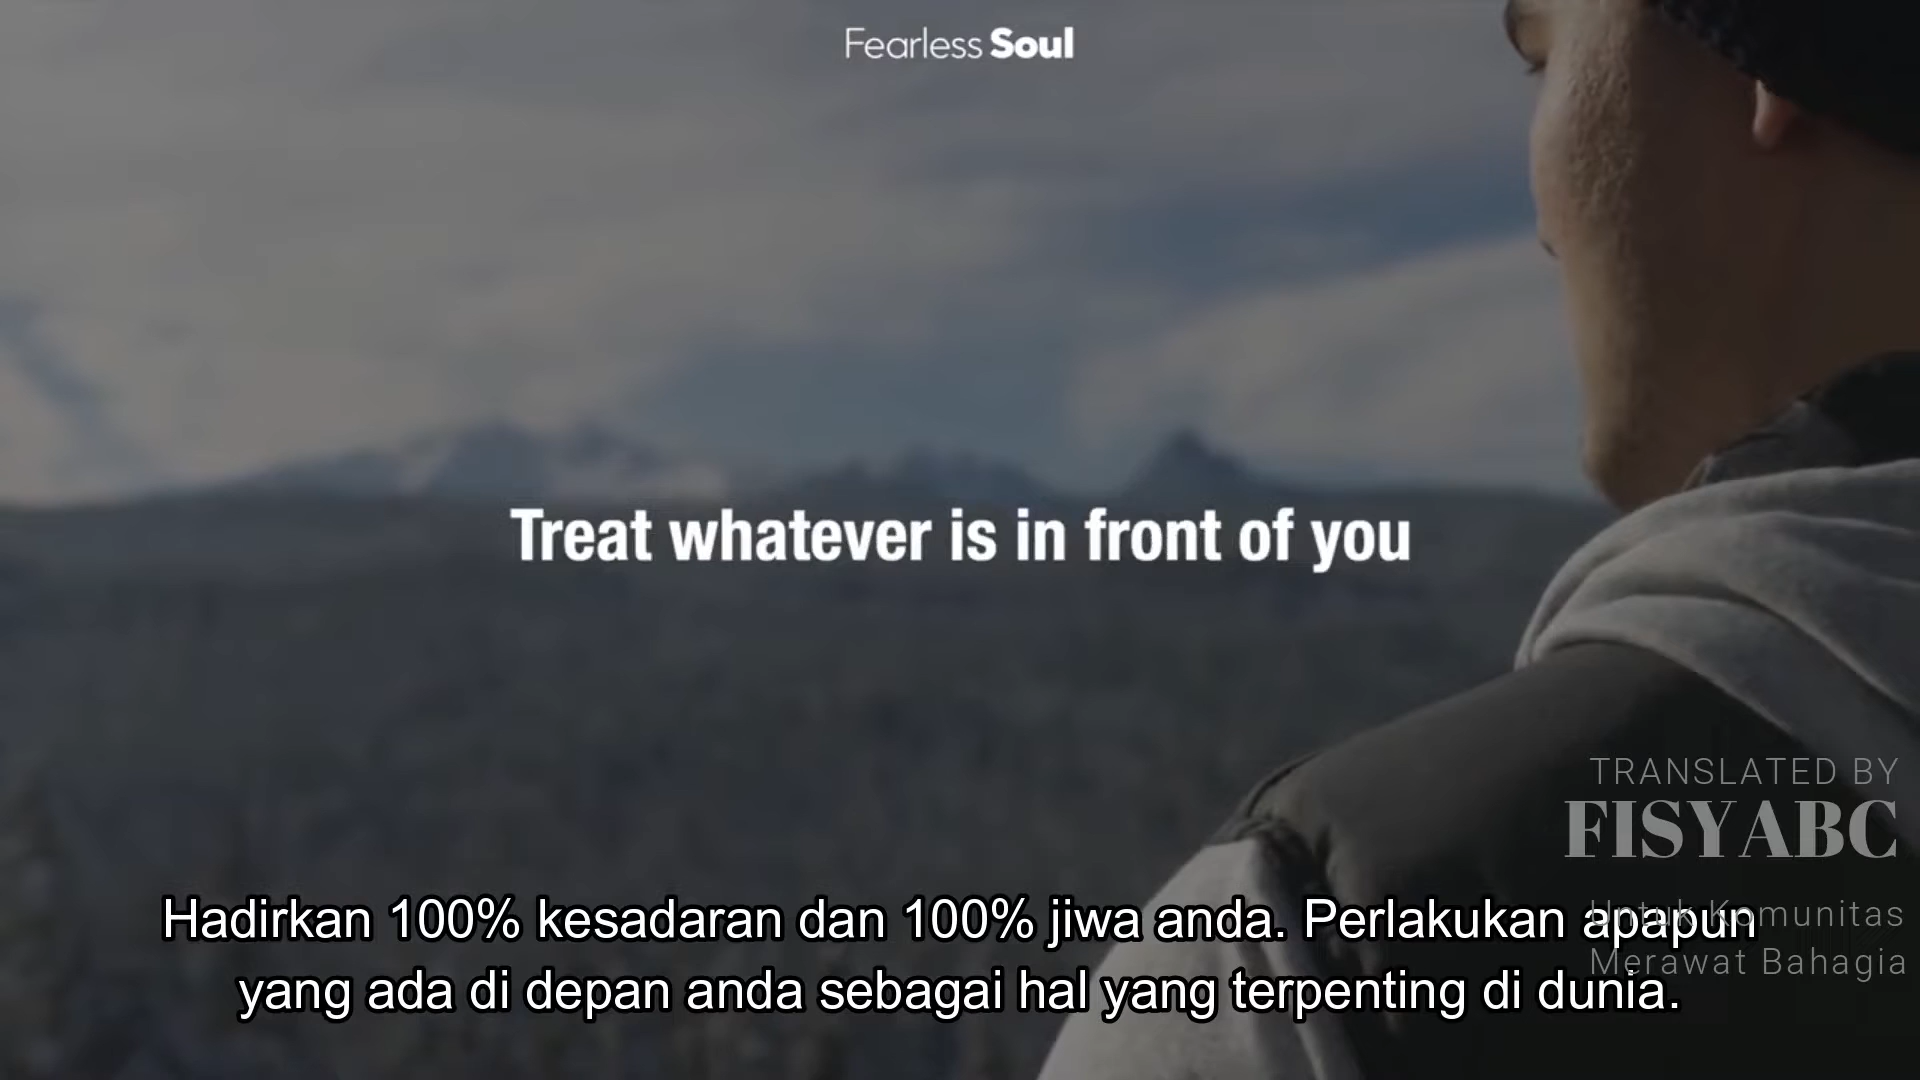 Fearless Soul
Treat whatever is in front of you
TRANSLATED BY
FISYABC
Untuk Komunitas
Merawat Bahagia
Hadirkan 100% kesadaran dan 100% jiwa anda. Perlakukan apapun
yang ada di depan anda sebagai hal yang terpenting di dunia.